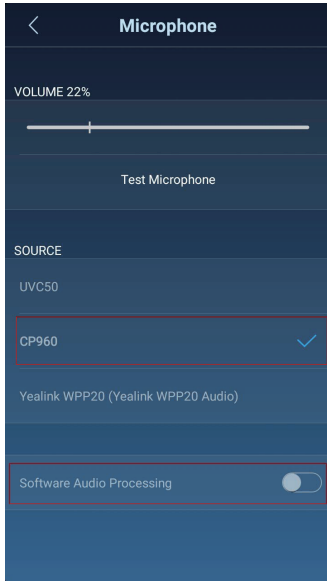 Microphone
VOLUME 22%
Test Microphone
SOURCE
UVC50
CP960
Yealink WPP20 (Yealink WPP20 Audio)
Software Audio Processing